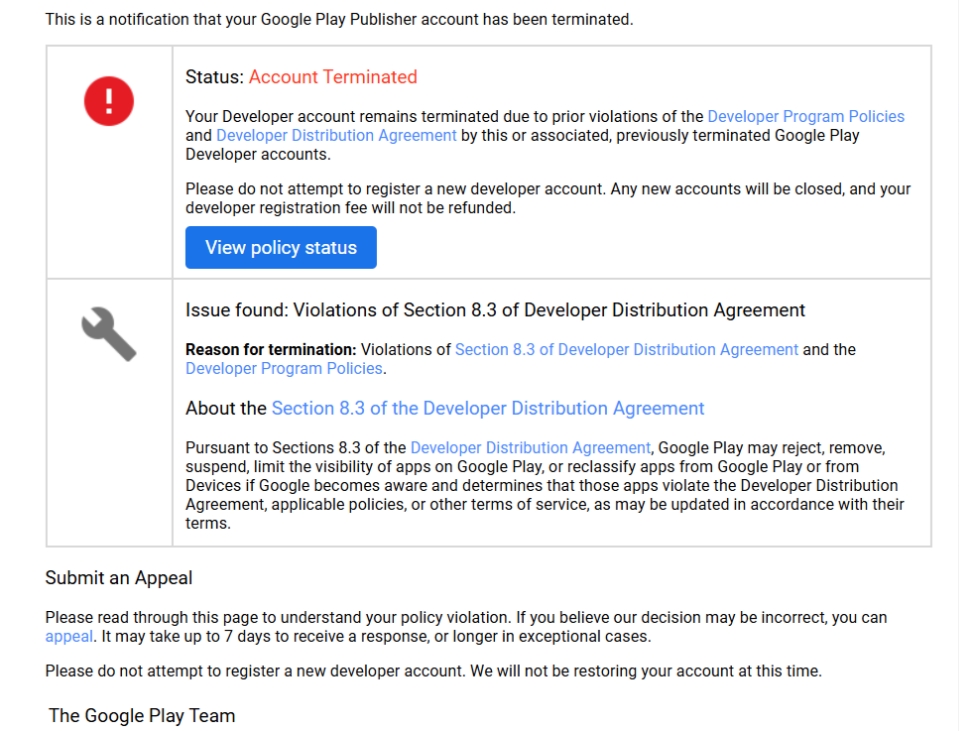 This is a notification that your Google Play Publisher account has been terminated.
Status: Account Terminated
Your Developer account remains terminated due to prior violations of the Developer Program Policies
and Developer Distribution Agreement by this or associated, previously terminated Google Play
Developer accounts.
Please do not attempt to register a new developer account. Any new accounts will be closed, and your
developer registration fee will not be refunded.
View policy status
Issue found: Violations of Section 8.3 of Developer Distribution Agreement
Reason for termination: Violations of Section 8.3 of Developer Distribution Agreement and the
Developer Program Policies.
About the Section 8.3 of the Developer Distribution Agreement
Pursuant to Sections 8.3 of the Developer Distribution Agreement, Google Play may reject, remove,
suspend, limit the visibility of apps on Google Play, or reclassify apps from Google Play or from
Devices if Google becomes aware and determines that those apps violate the Developer Distribution
Agreement, applicable policies, or other terms of service, as may be updated in accordance with their
terms.
Submit an Appeal
Please read through this page to understand your policy violation. If you believe our decision may be incorrect, you can
appeal. It may take up to 7 days to receive a response, or longer in exceptional cases.
Please do not attempt to register a new developer account. We will not be restoring your account at this time.
The Google Play Team